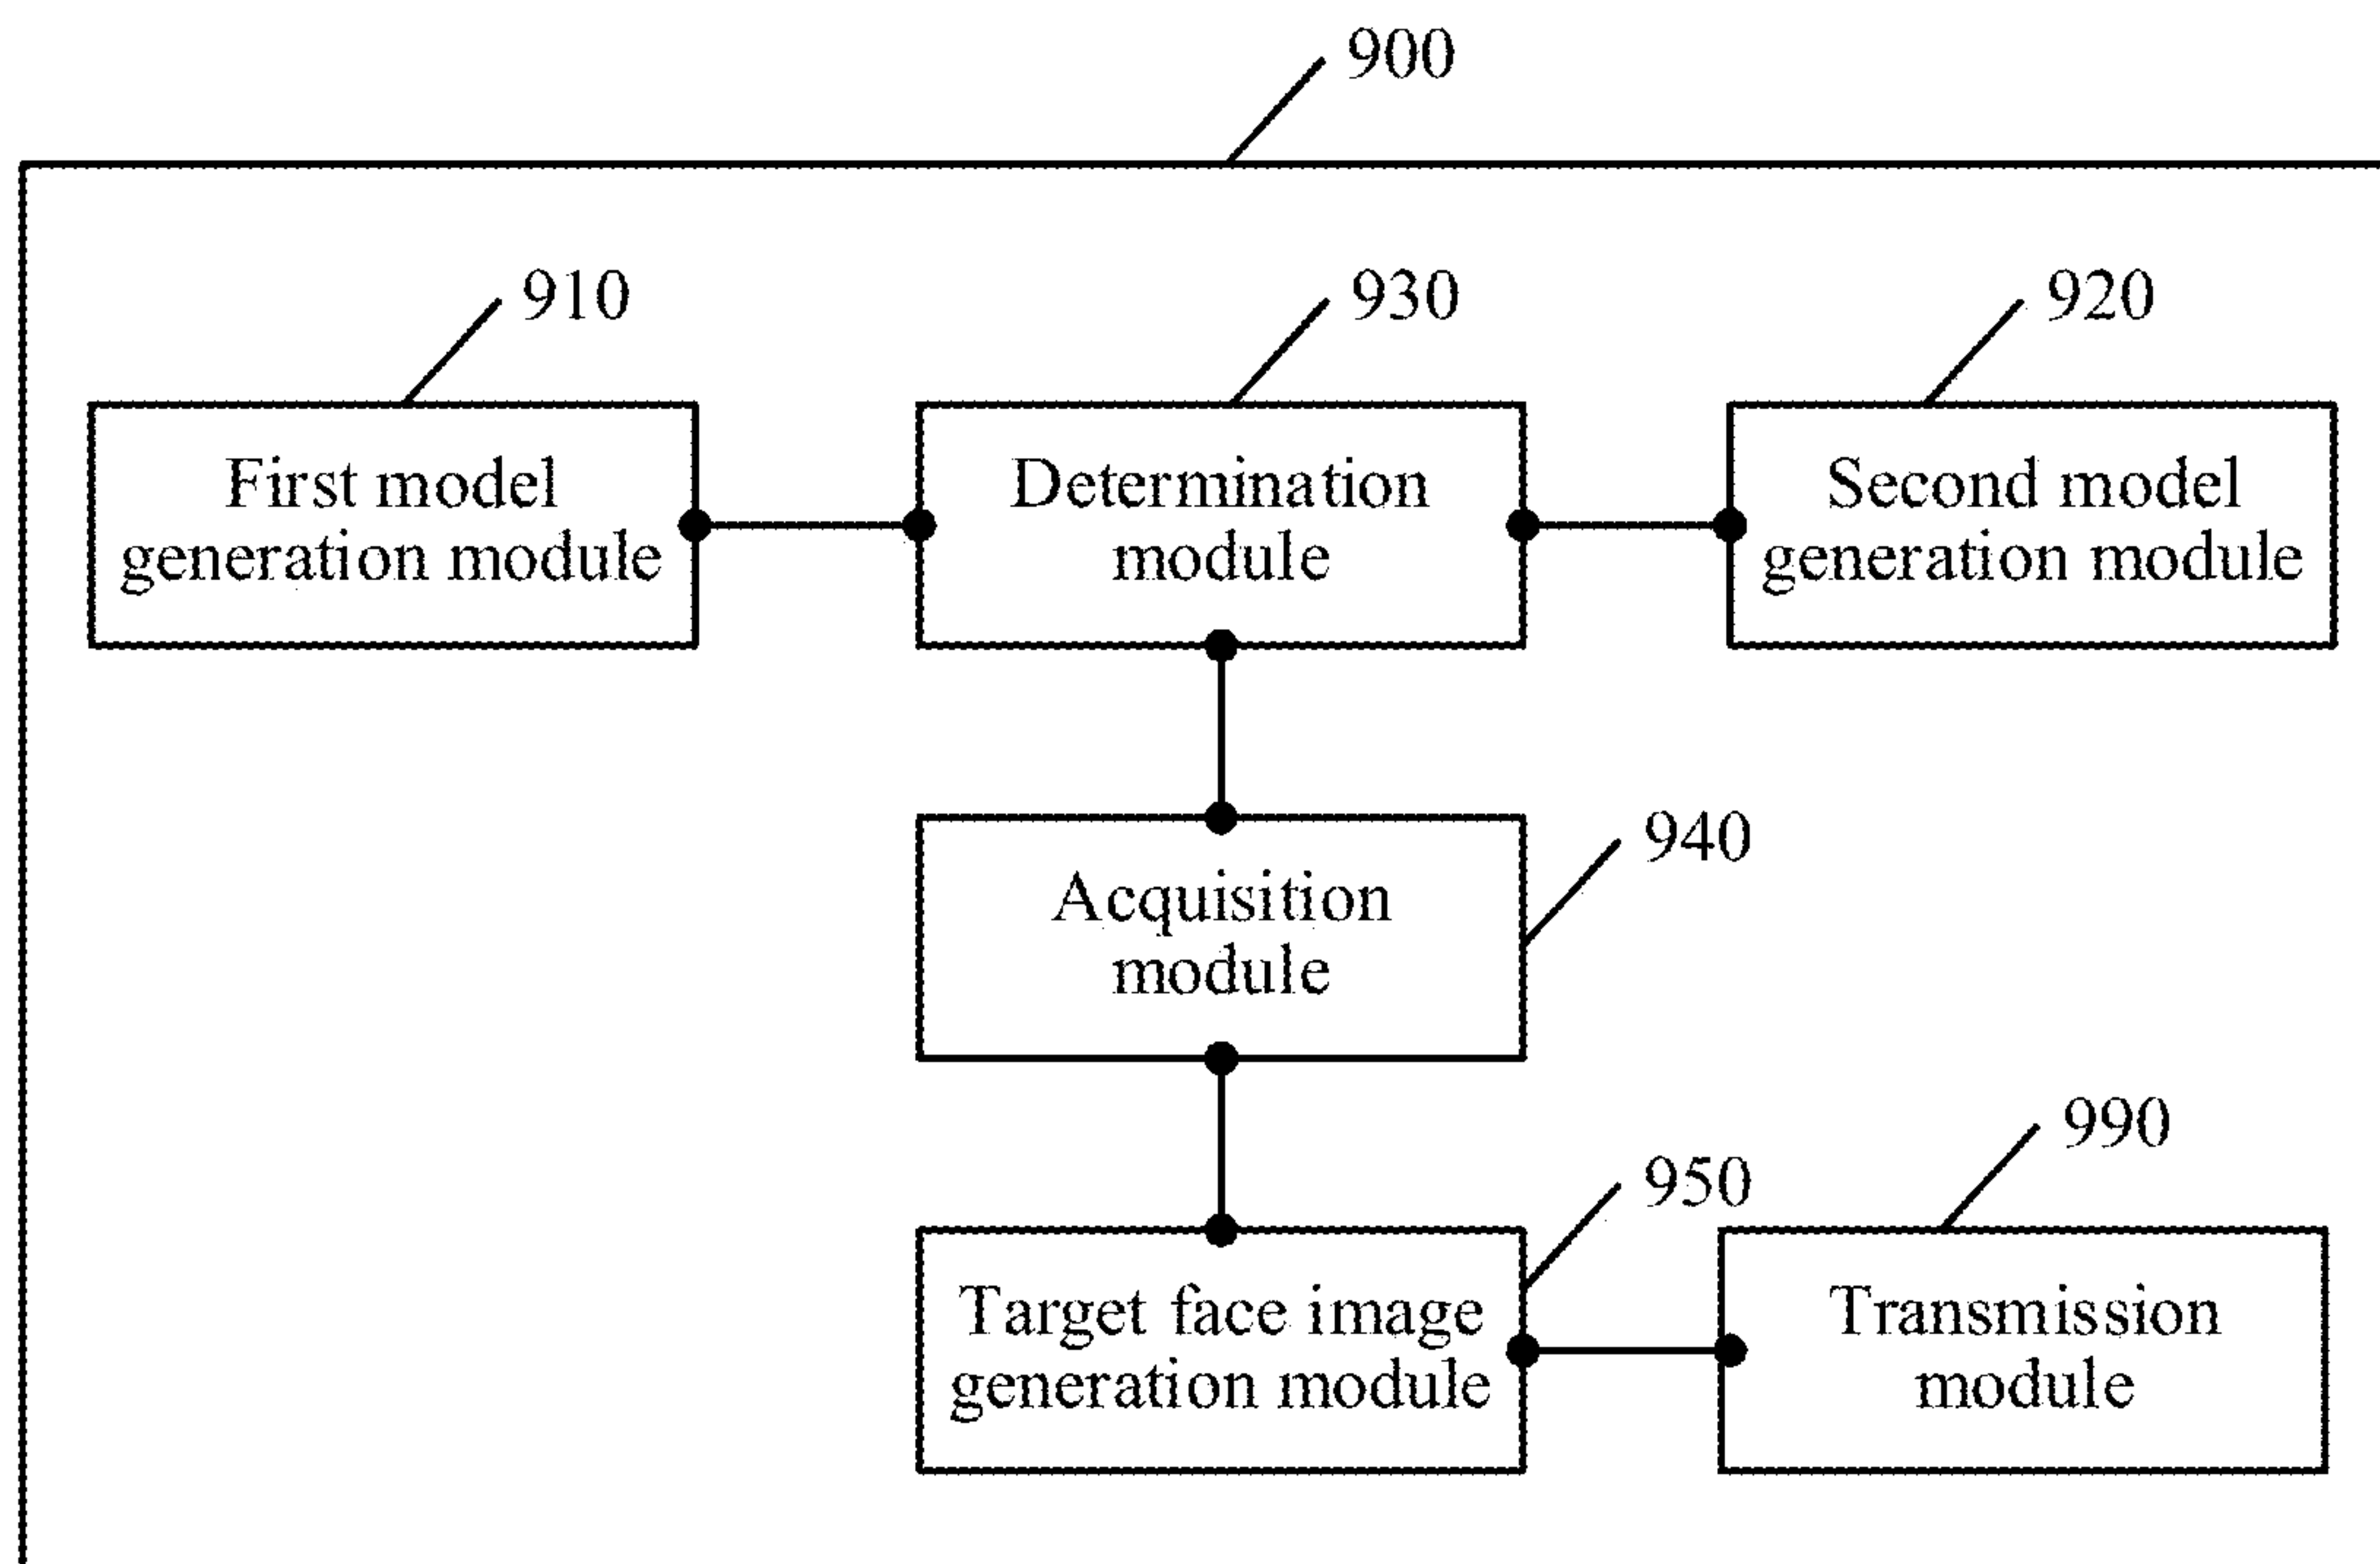 900
910
930
920
First model
generation module
Determination
module
Second model
generation module
940
Acquisition
module
990
950
Target face image
generation module
Transmission
module